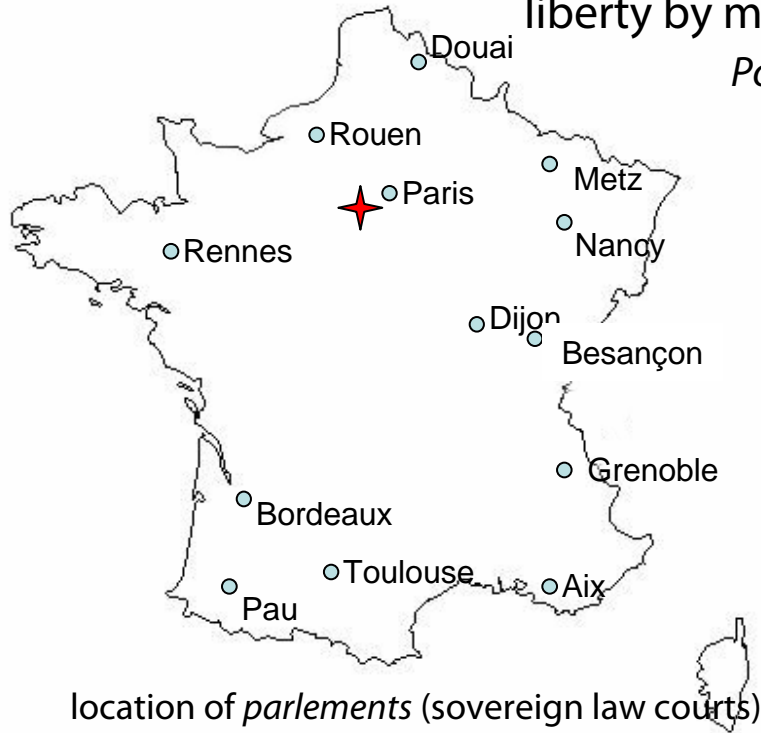 liberty by m
Po
Douai
Rouen
Metz
Paris
Nancy
Rennes
Dijon
Besançon
Grenoble
Bordeaux
Toulouse
Aix
Pau
location of parlements (sovereign law courts)